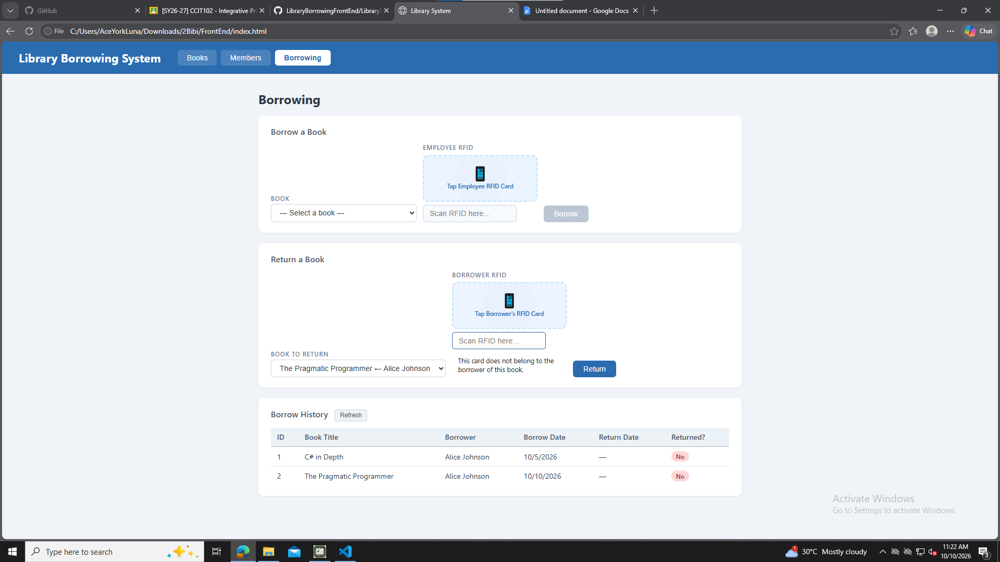 GitHub
[SY26-27] CCIT102 - Integrative Pr
LibraryBorrowingFrontEnd/Library
Library System
Untitled document - Google Docs
File
C:/Users/AceYorkLuna/Downloads/2Bibi/FrontEnd/index.html
Chat
Library Borrowing System
Books
Members
Borrowing
Borrowing
Borrow a Book
EMPLOYEE RFID
Tap Employee RFID Card
BOOK
— Select a book —
Scan RFID here...
Borrow
Return a Book
BORROWER RFID
Tap Borrower's RFID Card
Scan RFID here...
BOOK TO RETURN
The Pragmatic Programmer ← Alice Johnson
This card does not belong to the
borrower of this book.
Return
Borrow History
Refresh
ID Book Title Borrower Borrow Date Return Date Returned?
1 C# in Depth Alice Johnson 10/5/2026 — No
2 The Pragmatic Programmer Alice Johnson 10/10/2026 — No
Activate Windows
Go to Settings to activate Windows.
Type here to search
1
30°C Mostly cloudy
11:22 AM
10/10/2026
3